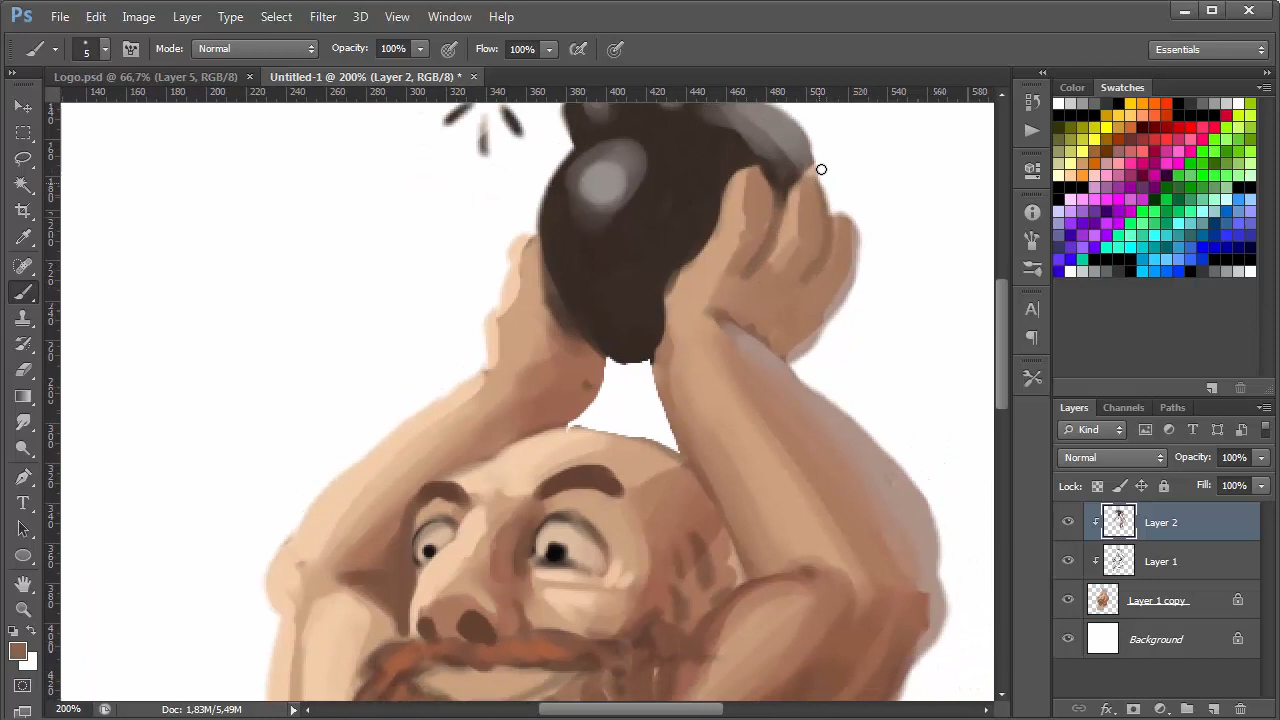 Ps File Edit Image Layer Type Select Filter 3D View Window Help
5 Mode: Normal Opacity: 100% Flow: 100% Essentials
Logo.psd @ 66,7% (Layer 5, RGB/8) × Untitled-1 @ 200% (Layer 2, RGB/8) * ×
140 160 180 200 220 240 260 280 300 320 340 360 380 400 420 440 460 480 500 520 540 560 580
Color Swatches
Layers Channels Paths
Kind
Normal Opacity: 100%
Lock: Fill: 100%
Layer 2
Layer 1
Layer 1 copy
Background
200% Doc: 1,83M/5,49M